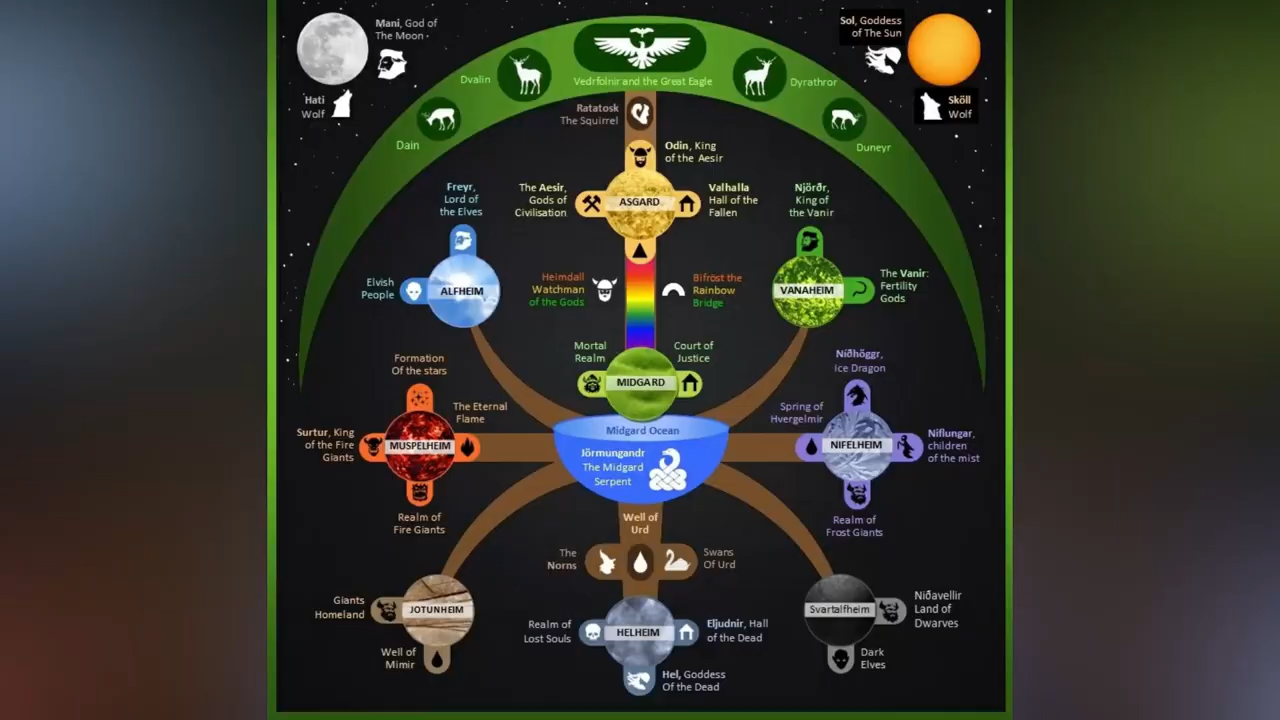 Mani, God of
The Moon
Sol, Goddess
of The Sun
Hati
Wolf
Sköll
Wolf
Dvalin
Vedrfolnir and the Great Eagle
Dyrathror
Dain
Duneyr
Ratatosk
The Squirrel
Odin, King
of the Aesir
The Aesir,
Gods of
Civilisation
ASGARD
Valhalla
Hall of the
Fallen
Freyr,
Lord of
the Elves
Njörðr,
King of
the Vanir
Elvish
People
ALFHEIM
Heimdall
Watchman
of the Gods
Bifröst the
Rainbow
Bridge
VANAHEIM
The Vanir:
Fertility
Gods
Mortal
Realm
Court of
Justice
MIDGARD
Formation
Of the stars
Níðhöggr,
Ice Dragon
The Eternal
Flame
Spring of
Hvergelmir
Surtur, King
of the Fire
Giants
MUSPELHEIM
Midgard Ocean
Jörmungandr
The Midgard
Serpent
NIFELHEIM
Niflungar,
children
of the mist
Realm of
Fire Giants
Well of
Urd
Realm of
Frost Giants
The
Norns
Swans
Of Urd
Giants
Homeland
JOTUNHEIM
Svartalfheim
Niðavellir
Land of
Dwarves
Realm of
Lost Souls
HELHEIM
Eljudnir, Hall
of the Dead
Well of
Mimir
Dark
Elves
Hel, Goddess
Of the Dead